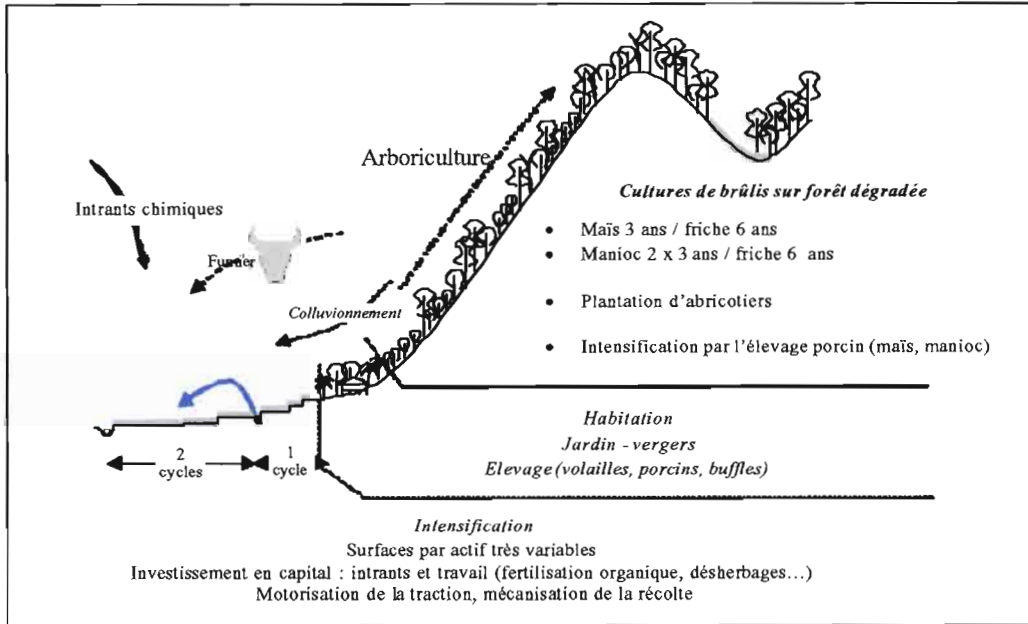 Arboriculture
Intrants chimiques
Fumier
Colluvionnement
Cultures de brûlis sur forêt dégradée
• Maïs 3 ans / friche 6 ans
• Manioc 2 x 3 ans / friche 6 ans
• Plantation d'abricotiers
• Intensification par l'élevage porcin (maïs, manioc)
2
cycles
1
cycle
Habitation
Jardin - vergers
Elevage (volailles, porcins, buffles)
Intensification
Surfaces par actif très variables
Investissement en capital : intrants et travail (fertilisation organique, désherbages...)
Motorisation de la traction, mécanisation de la récolte